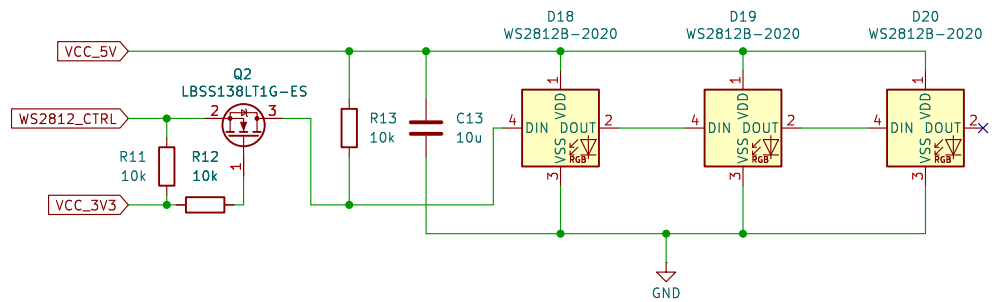 D18
WS2812B-2020
D19
WS2812B-2020
D20
WS2812B-2020
VCC_5V
Q2
LBSS138LT1G-ES
2
3
1
WS2812_CTRL
R11
10k
R12
10k
VCC_3V3
R13
10k
C13
10u
1
VDD
4
DIN
DOUT
2
VSS
RGB
3
1
VDD
4
DIN
DOUT
2
VSS
RGB
3
1
VDD
4
DIN
DOUT
2
VSS
RGB
3
GND